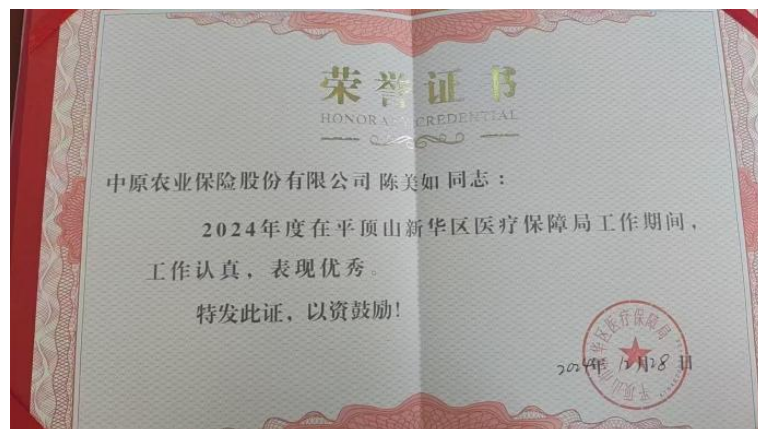 荣誉证书
HONORARY CREDENTIAL
中原农业保险股份有限公司 陈美如 同志：
2024年度在平顶山新华区医疗保障局工作期间，
工作认真，表现优秀。
特发此证，以资鼓励！
2024年 12月28日